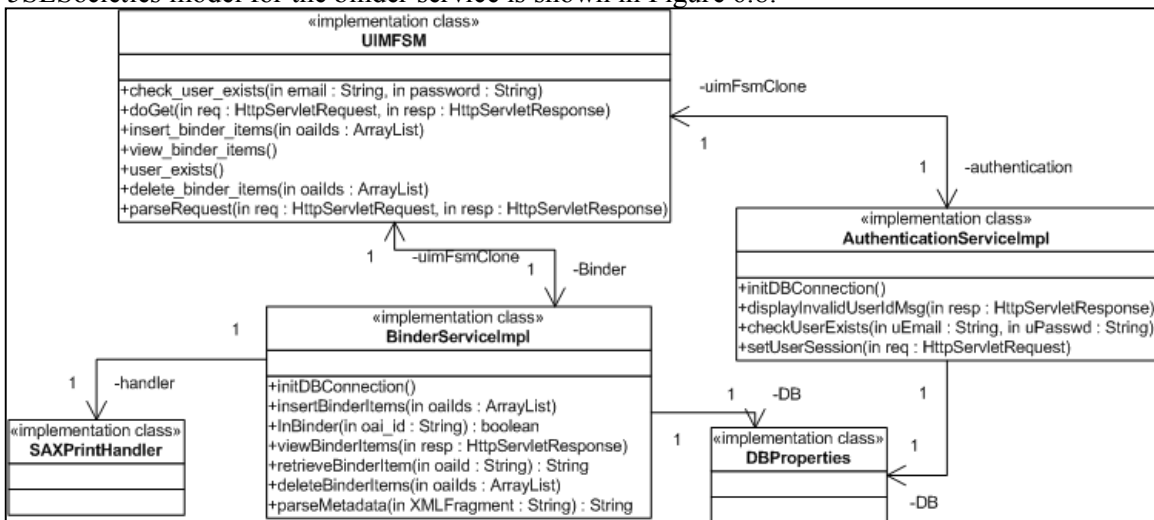 5SLSocieties model for the binder service is shown in Figure 6.8.
«implementation class»
UIMFSM
+check_user_exists(in email : String, in password : String)
+doGet(in req : HttpServletRequest, in resp : HttpServletResponse)
+insert_binder_items(in oaiIds : ArrayList)
+view_binder_items()
+user_exists()
+delete_binder_items(in oaiIds : ArrayList)
+parseRequest(in req : HttpServletRequest, in resp : HttpServletResponse)
-uimFsmClone
1
1
-authentication
«implementation class»
AuthenticationServiceImpl
+initDBConnection()
+displayInvalidUserIdMsg(in resp : HttpServletResponse)
+checkUserExists(in uEmail : String, in uPasswd : String)
+setUserSession(in req : HttpServletRequest)
1
-uimFsmClone
1
-Binder
«implementation class»
BinderServiceImpl
+initDBConnection()
+insertBinderItems(in oaiIds : ArrayList)
+InBinder(in oai_id : String) : boolean
+viewBinderItems(in resp : HttpServletResponse)
+retrieveBinderItem(in oaiId : String) : String
+deleteBinderItems(in oaiIds : ArrayList)
+parseMetadata(in XMLFragment : String) : String
1
1
-handler
«implementation class»
SAXPrintHandler
1
-DB
1
1
1
-DB
«implementation class»
DBProperties